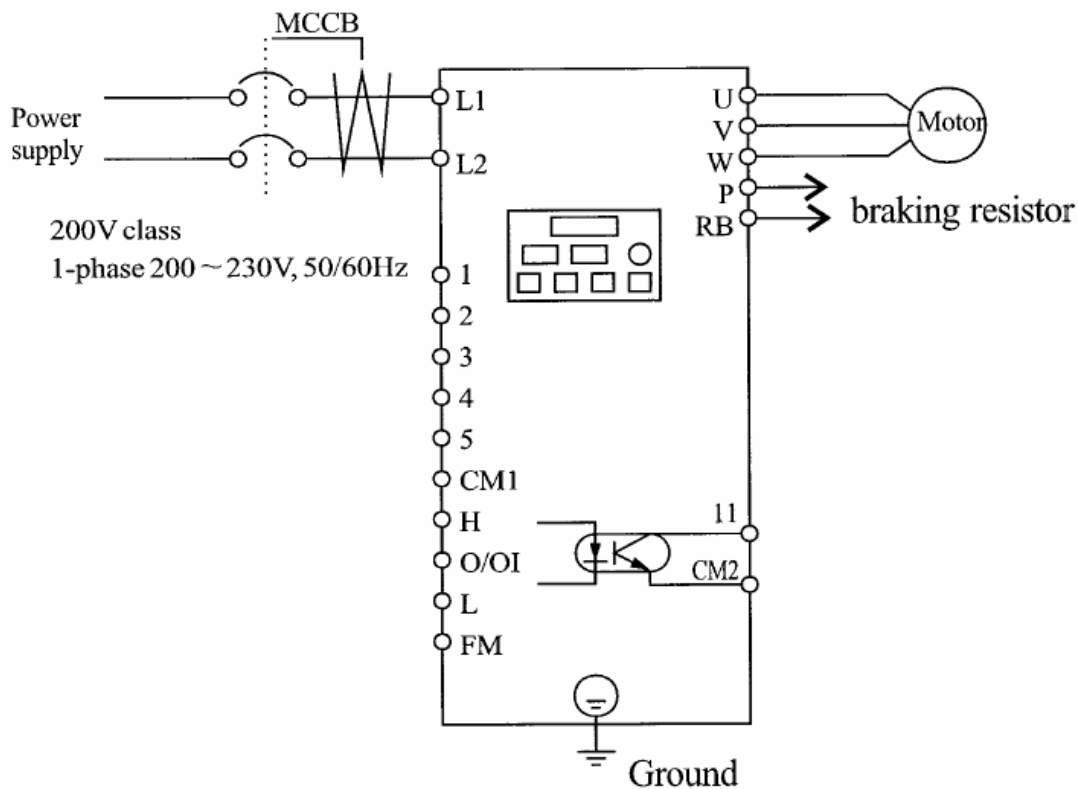 MCCB
Power
supply
L1
L2
200V class
1-phase 200 ~ 230V, 50/60Hz
1
2
3
4
5
CM1
H
O/OI
L
FM
U
V
W
P
RB
Motor
braking resistor
11
CM2
Ground